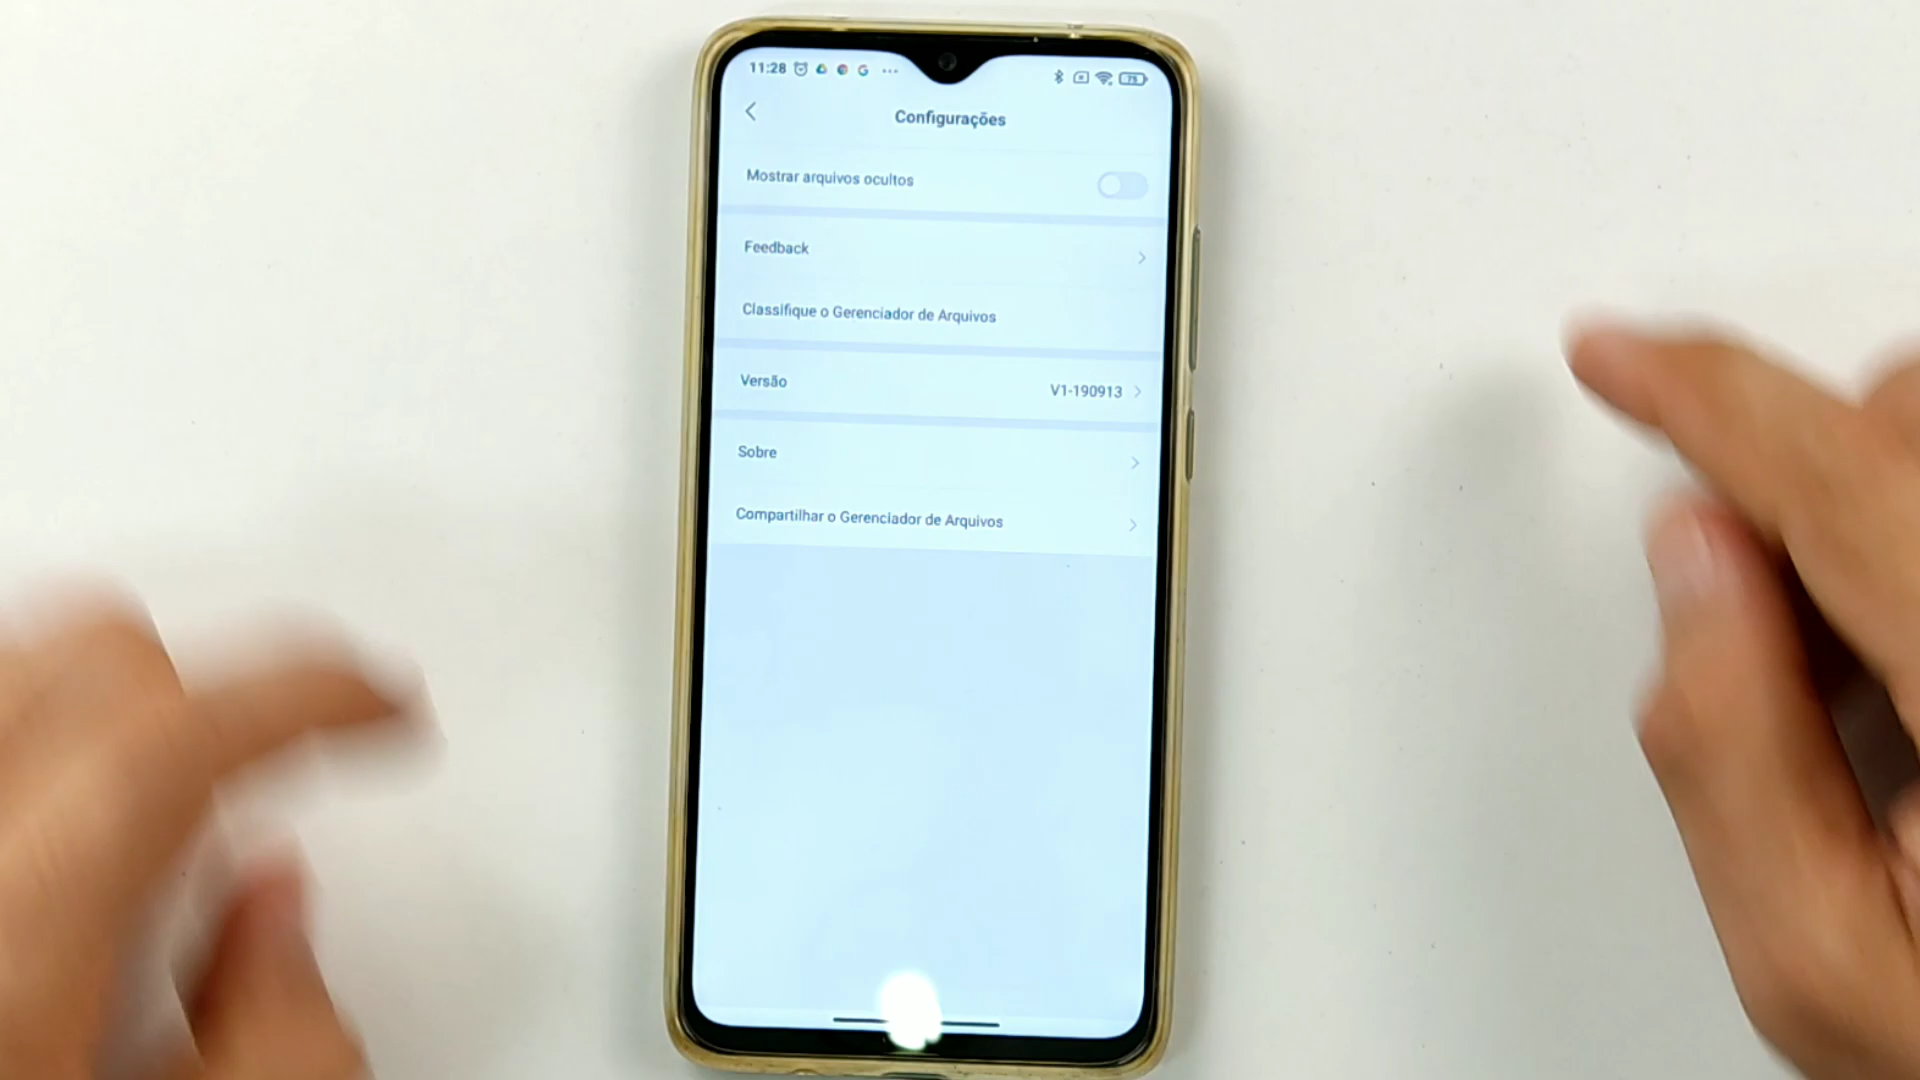 11:28 G ... 75
Configurações
Mostrar arquivos ocultos
Feedback
Classifique o Gerenciador de Arquivos
Versão V1-190913
Sobre
Compartilhar o Gerenciador de Arquivos